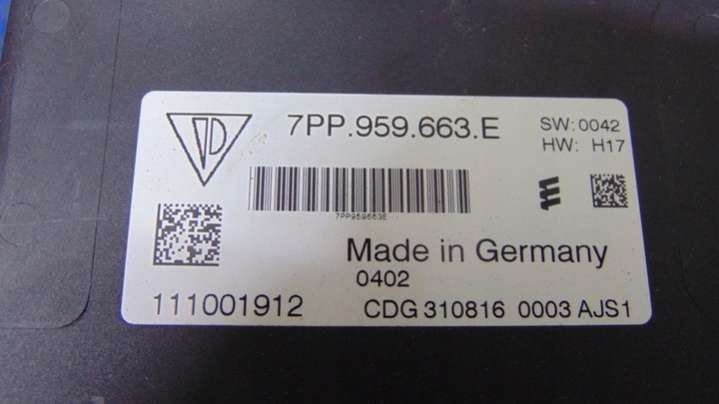 7PP.959.663.E
SW:0042
HW: H17
7PP959663E
Made in Germany
0402
111001912
CDG 310816 0003 AJS1